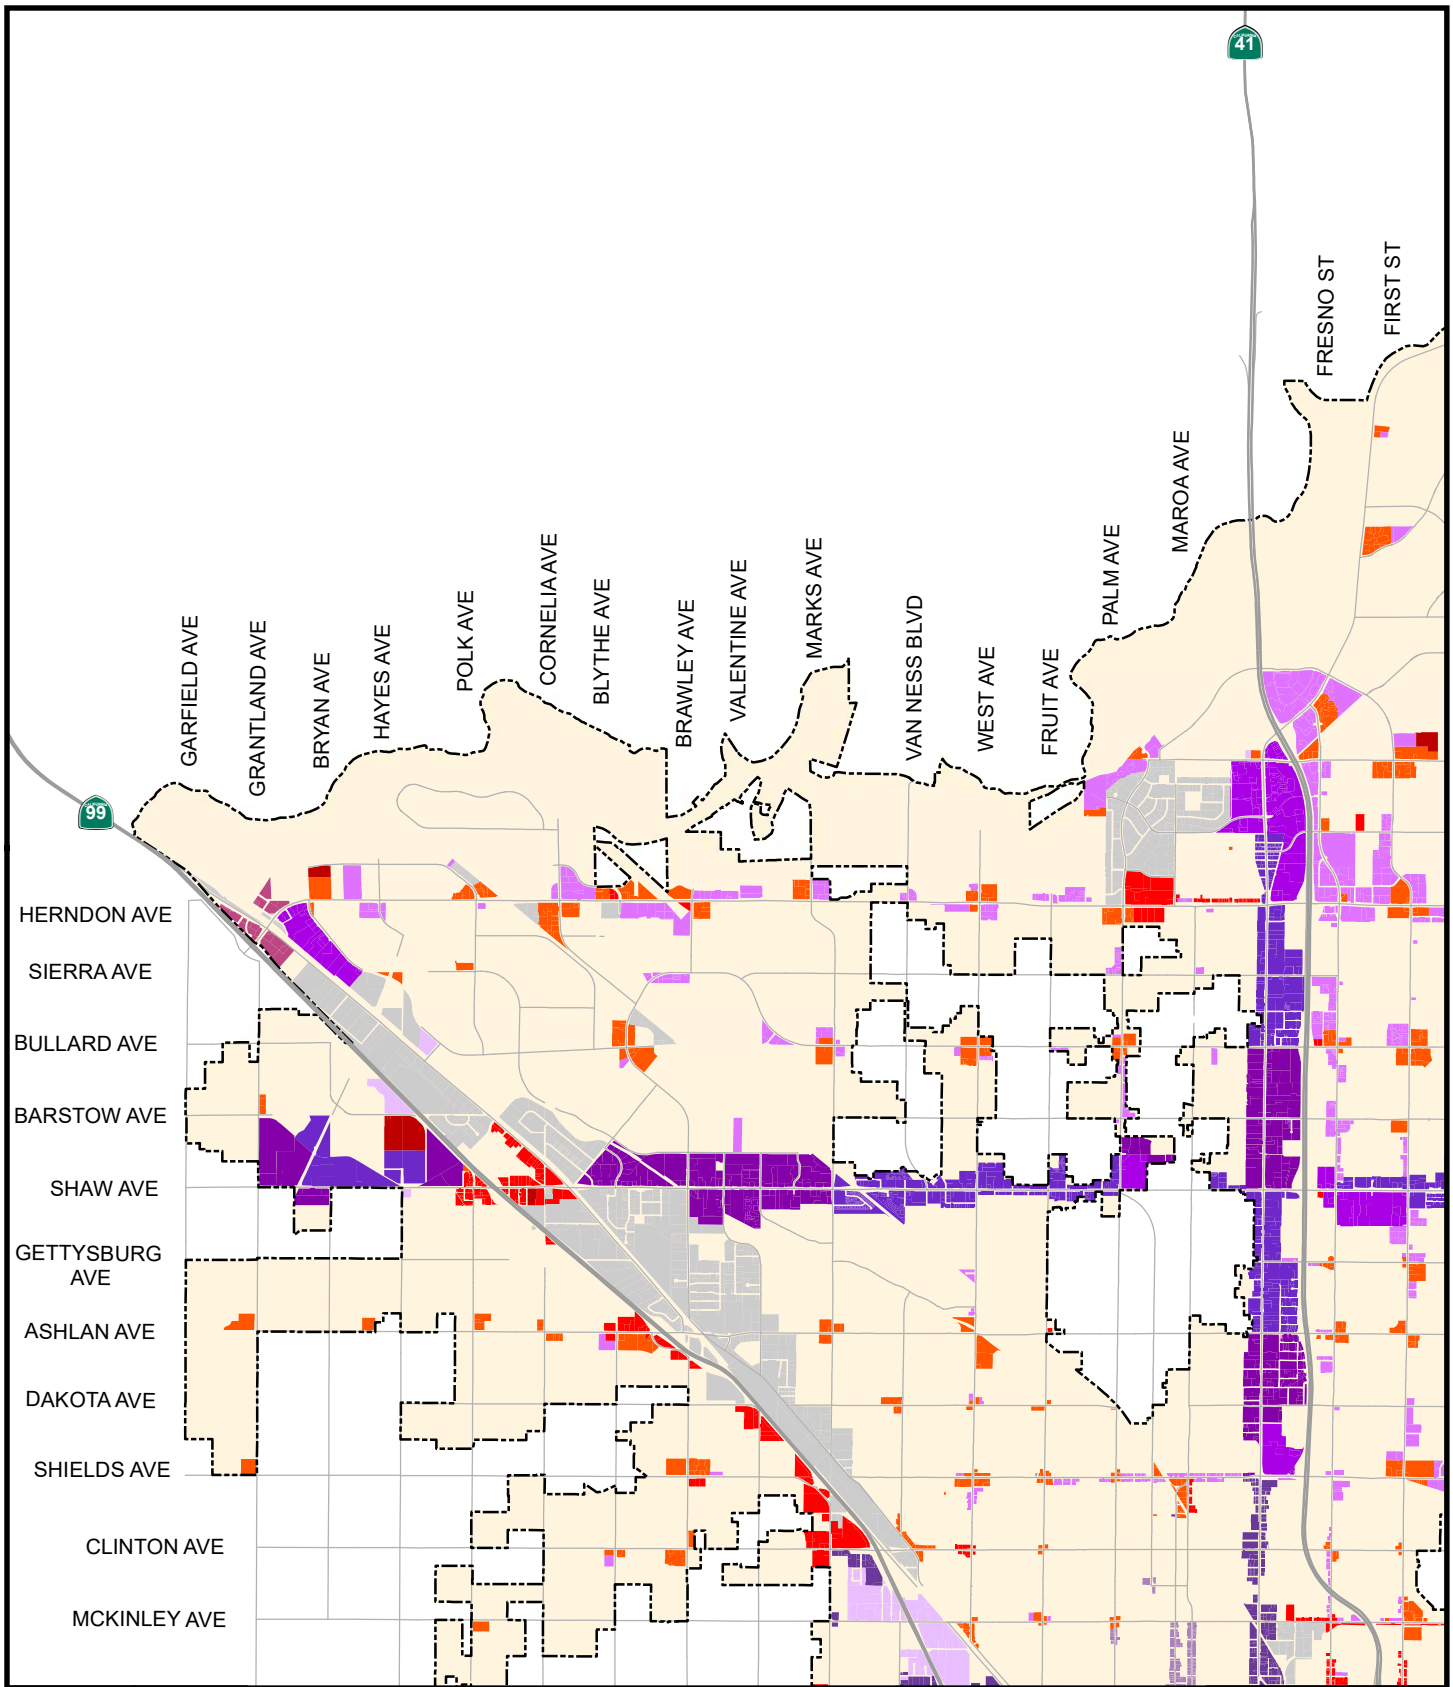 CALIFORNIA
41
FRESNO ST
FIRST ST
MAROA AVE
PALM AVE
CORNELIA AVE
MARKS AVE
VALENTINE AVE
BLYTHE AVE
POLK AVE
VAN NESS BLVD
BRAWLEY AVE
GARFIELD AVE
GRANTLAND AVE
HAYES AVE
WEST AVE
FRUIT AVE
BRYAN AVE
CALIFORNIA
99
HERNDON AVE
SIERRA AVE
BULLARD AVE
BARSTOW AVE
SHAW AVE
GETTYSBURG
AVE
ASHLAN AVE
DAKOTA AVE
SHIELDS AVE
CLINTON AVE
MCKINLEY AVE